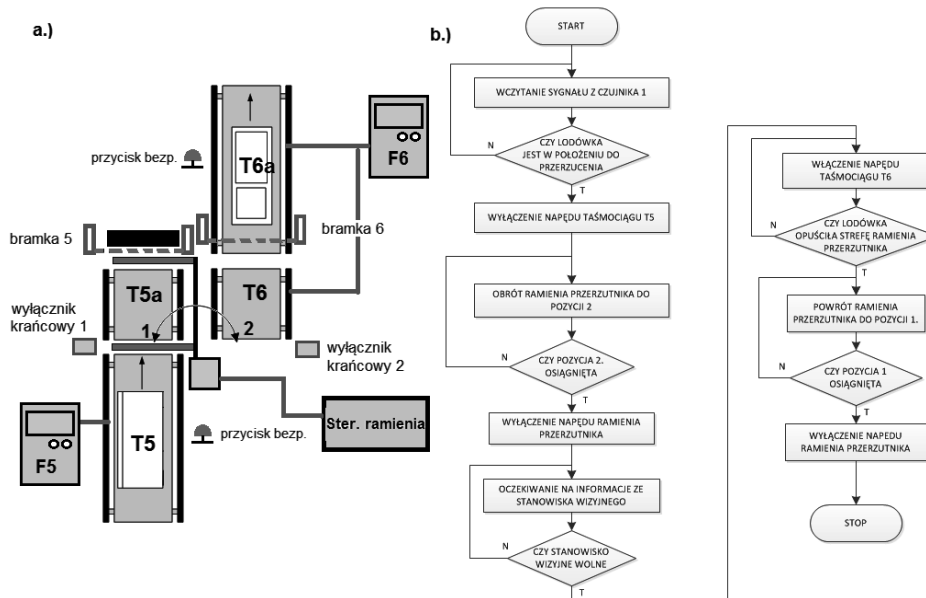 a.)
przycisk bezp.
T6a
F6
bramka 5
bramka 6
T5a
T6
1
2
wyłącznik
krańcowy 1
wyłącznik
krańcowy 2
T5
F5
przycisk bezp.
Ster. ramienia
b.)
START
WCZYTANIE SYGNAŁU Z CZUJNIKA 1
CZY LODÓWKA
JEST W POŁOŻENIU DO
PRZERZUCENIA
N
T
WYŁĄCZENIE NAPĘDU TAŚMOCIĄGU T5
OBRÓT RAMIENIA PRZERZUTNIKA DO
POZYCJI 2
CZY POZYCJA 2.
OSIĄGNIĘTA
N
T
WYŁĄCZENIE NAPĘDU RAMIENIA
PRZERZUTNIKA
OCZEKIWANIE NA INFORMACJE ZE
STANOWISKA WIZYJNEGO
CZY STANOWISKO
WIZYJNE WOLNE
N
T
WŁĄCZENIE NAPĘDU
TAŚMOCIĄGU T6
CZY LODÓWKA
OPUŚCIŁA STREFĘ RAMIENIA
PRZERZUTNIKA
N
T
POWRÓT RAMIENIA
PRZERZUTNIKA DO POZYCJI 1.
CZY POZYCJA 1
OSIĄGNIĘTA
N
T
WYŁĄCZENIE NAPEDU
RAMIENIA PRZERZUTNIKA
STOP